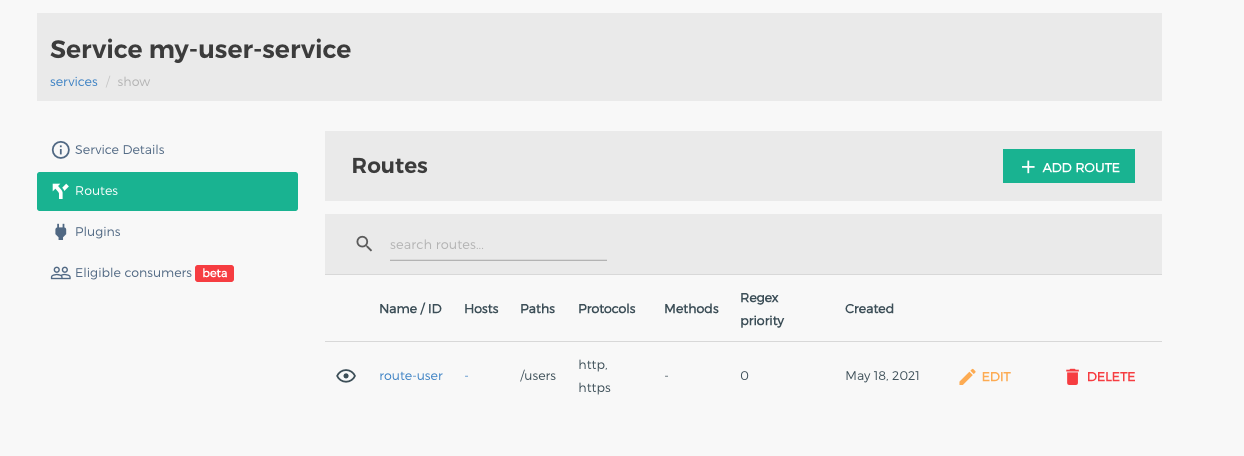 Service my-user-service
services / show
Service Details
Routes
Plugins
Eligible consumers beta
Routes
ADD ROUTE
search routes...
Name / ID Hosts Paths Protocols Methods Regex priority Created
route-user - /users http, https - 0 May 18, 2021 EDIT DELETE